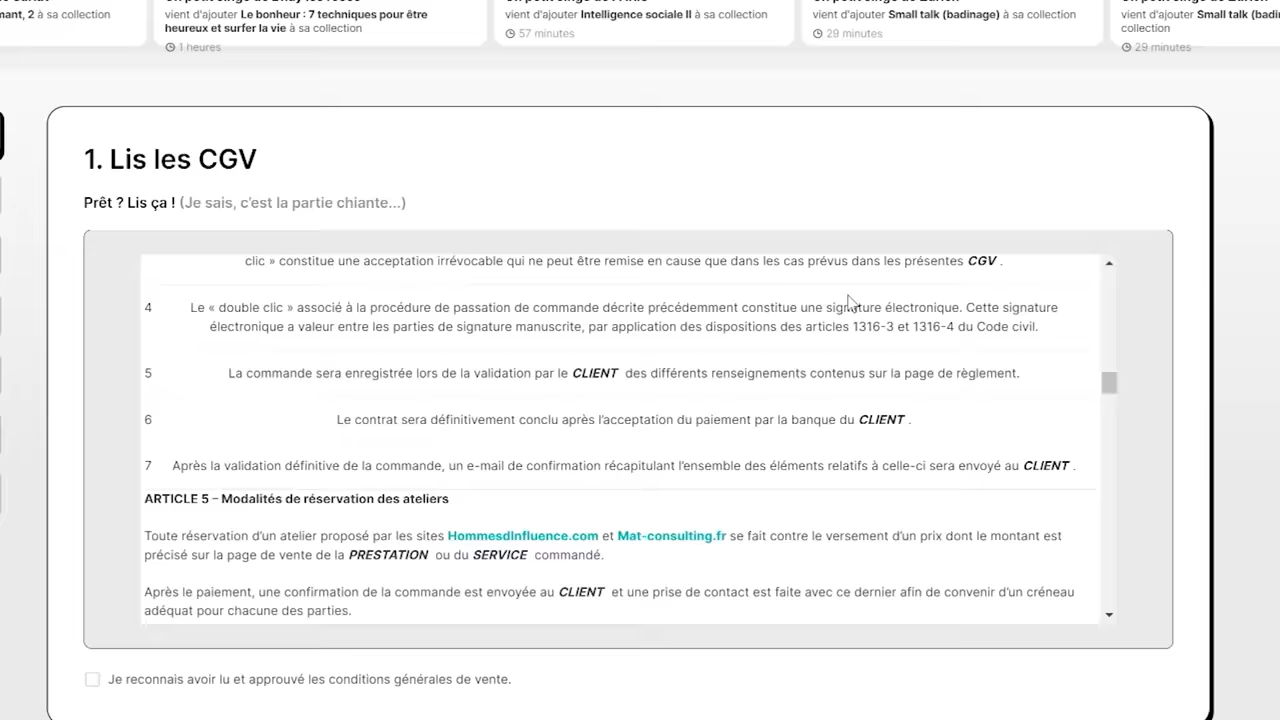 mant, 2 à sa collection
vient d'ajouter Le bonheur : 7 techniques pour être
heureux et surfer la vie à sa collection
1 heures
vient d'ajouter Intelligence sociale II à sa collection
57 minutes
vient d'ajouter Small talk (badinage) à sa collection
29 minutes
vient d'ajouter Small talk
collection
29 minutes
1. Lis les CGV
Prêt ? Lis ça ! (Je sais, c'est la partie chiante...)
clic » constitue une acceptation irrévocable qui ne peut être remise en cause que dans les cas prévus dans les présentes CGV .
4 Le « double clic » associé à la procédure de passation de commande décrite précédemment constitue une signature électronique. Cette signature
électronique a valeur entre les parties de signature manuscrite, par application des dispositions des articles 1316-3 et 1316-4 du Code civil.
5 La commande sera enregistrée lors de la validation par le CLIENT des différents renseignements contenus sur la page de règlement.
6 Le contrat sera définitivement conclu après l'acceptation du paiement par la banque du CLIENT .
7 Après la validation définitive de la commande, un e-mail de confirmation récapitulant l'ensemble des éléments relatifs à celle-ci sera envoyé au CLIENT .
ARTICLE 5 – Modalités de réservation des ateliers
Toute réservation d'un atelier proposé par les sites HommesdInfluence.com et Mat-consulting.fr se fait contre le versement d'un prix dont le montant est
précisé sur la page de vente de la PRESTATION ou du SERVICE commandé.
Après le paiement, une confirmation de la commande est envoyée au CLIENT et une prise de contact est faite avec ce dernier afin de convenir d'un créneau
adéquat pour chacune des parties.
Je reconnais avoir lu et approuvé les conditions générales de vente.